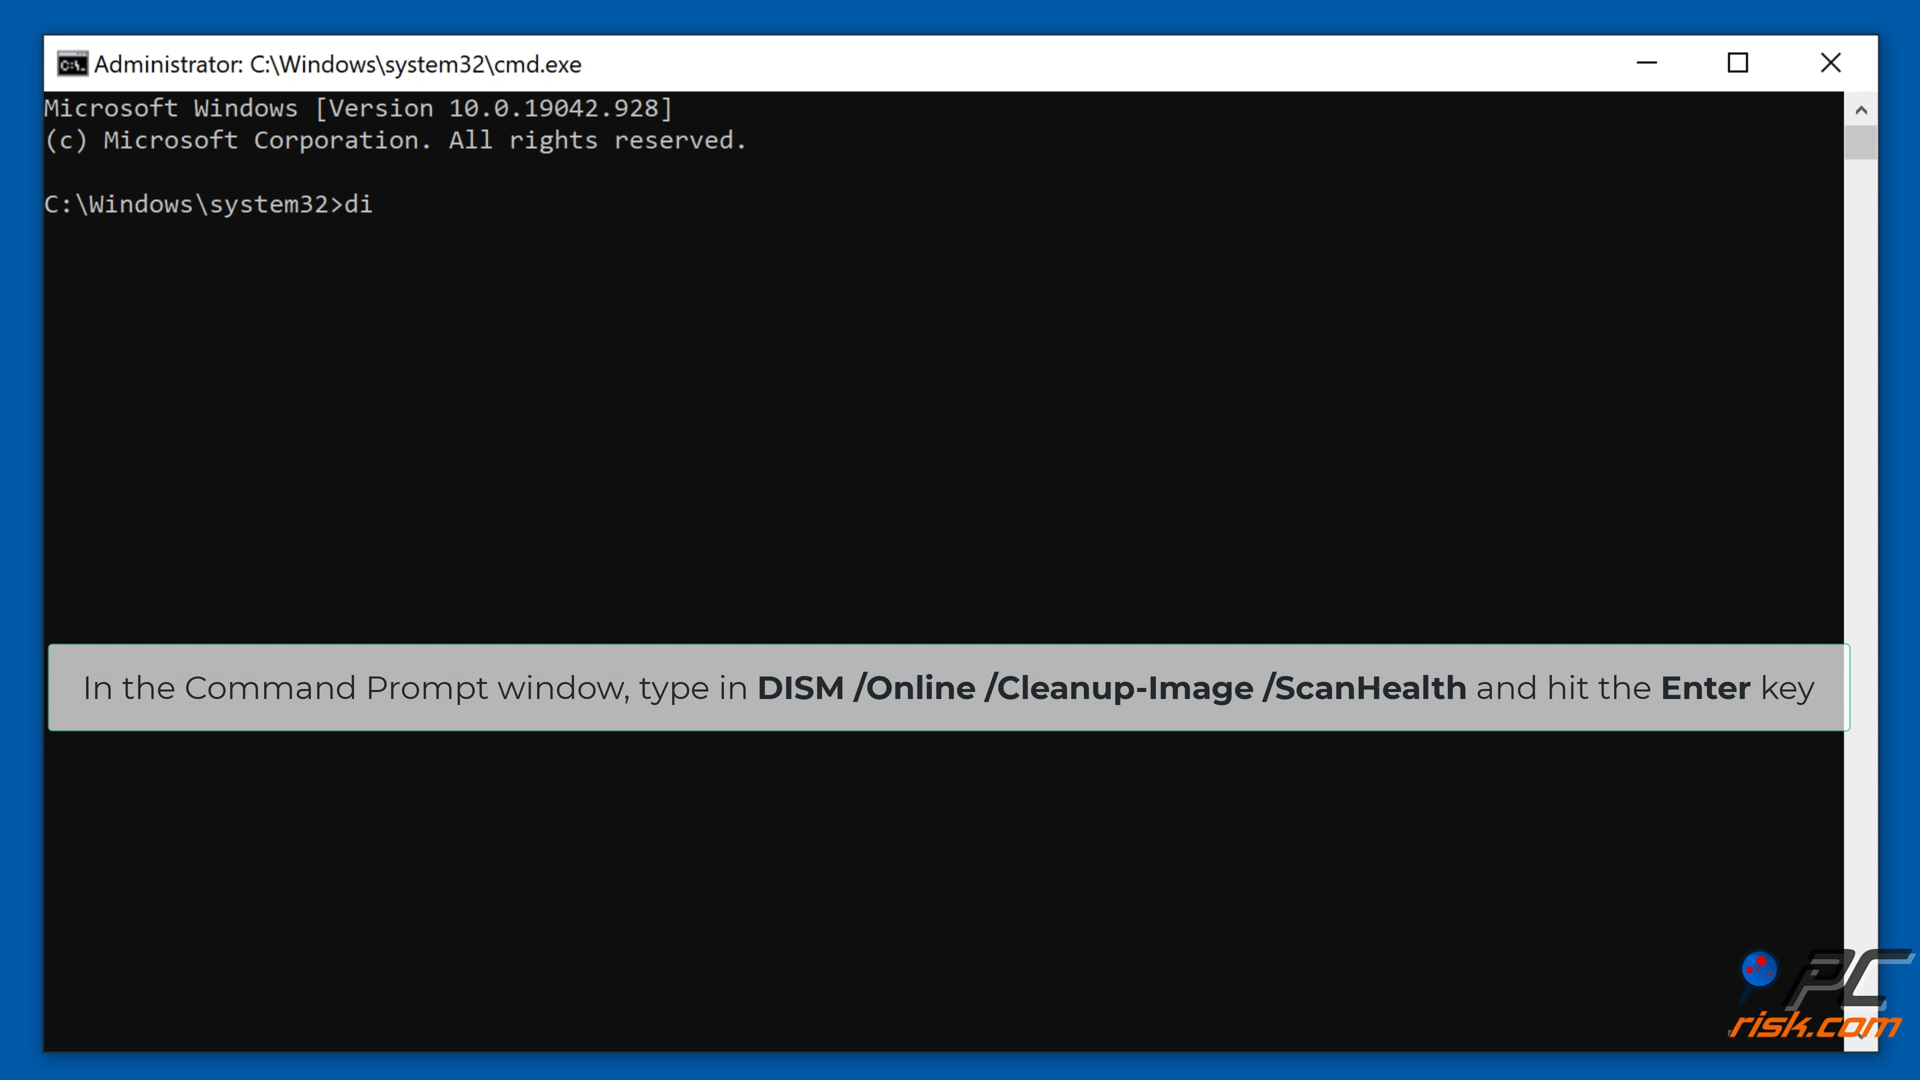 Administrator: C:\Windows\system32\cmd.exe
Microsoft Windows [Version 10.0.19042.928]
(c) Microsoft Corporation. All rights reserved.
C:\Windows\system32>di
In the Command Prompt window, type in DISM /Online /Cleanup-Image /ScanHealth and hit the Enter key
PC
risk.com